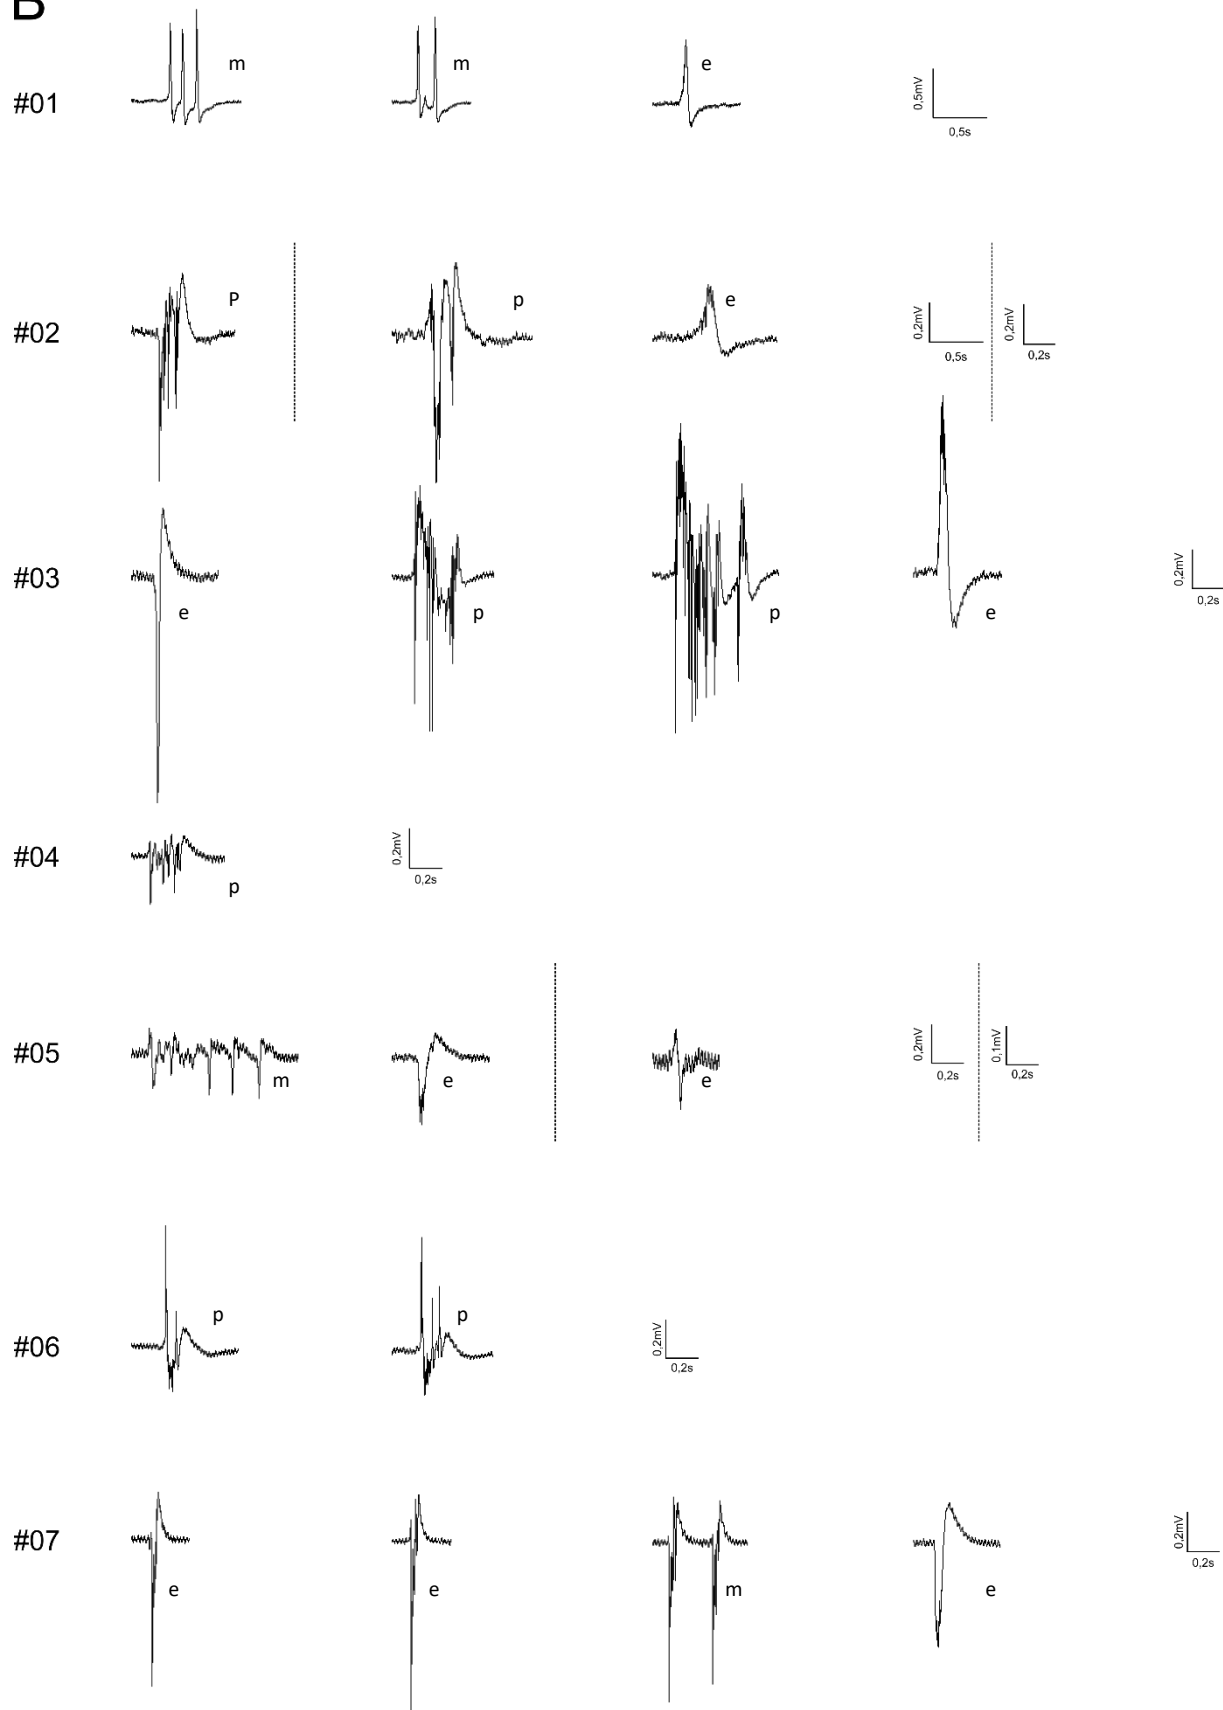 B
#01 m m e 0,5mV 0,5s
#02 P p e 0,2mV 0,5s 0,2mV 0,2s
#03 e p p e 0,2mV 0,2s
#04 p 0,2mV 0,2s
#05 m e e 0,2mV 0,2s 0,1mV 0,2s
#06 p p 0,2mV 0,2s
#07 e e m e 0,2mV 0,2s